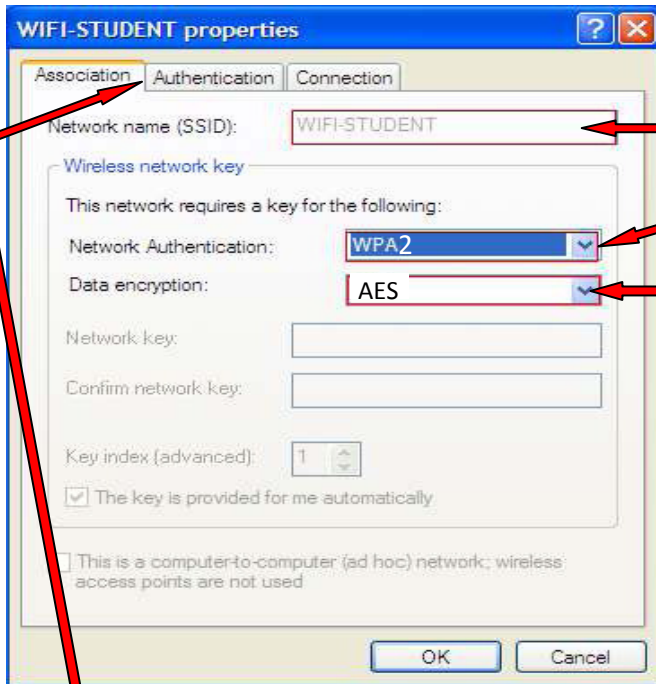 WIFI-STUDENT properties
Association Authentication Connection
Network name (SSID): WIFI-STUDENT
Wireless network key
This network requires a key for the following:
Network Authentication: WPA2
Data encryption: AES
Network key:
Confirm network key:
Key index (advanced): 1
The key is provided for me automatically
This is a computer-to-computer (ad hoc) network; wireless
access points are not used
OK Cancel